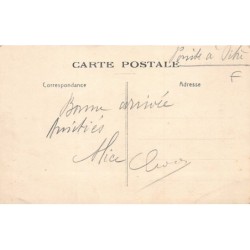 Pointe à Pitre
F
CARTE POSTALE
Correspondance
Adresse
Bonne arrivée
Amitiés
Alice